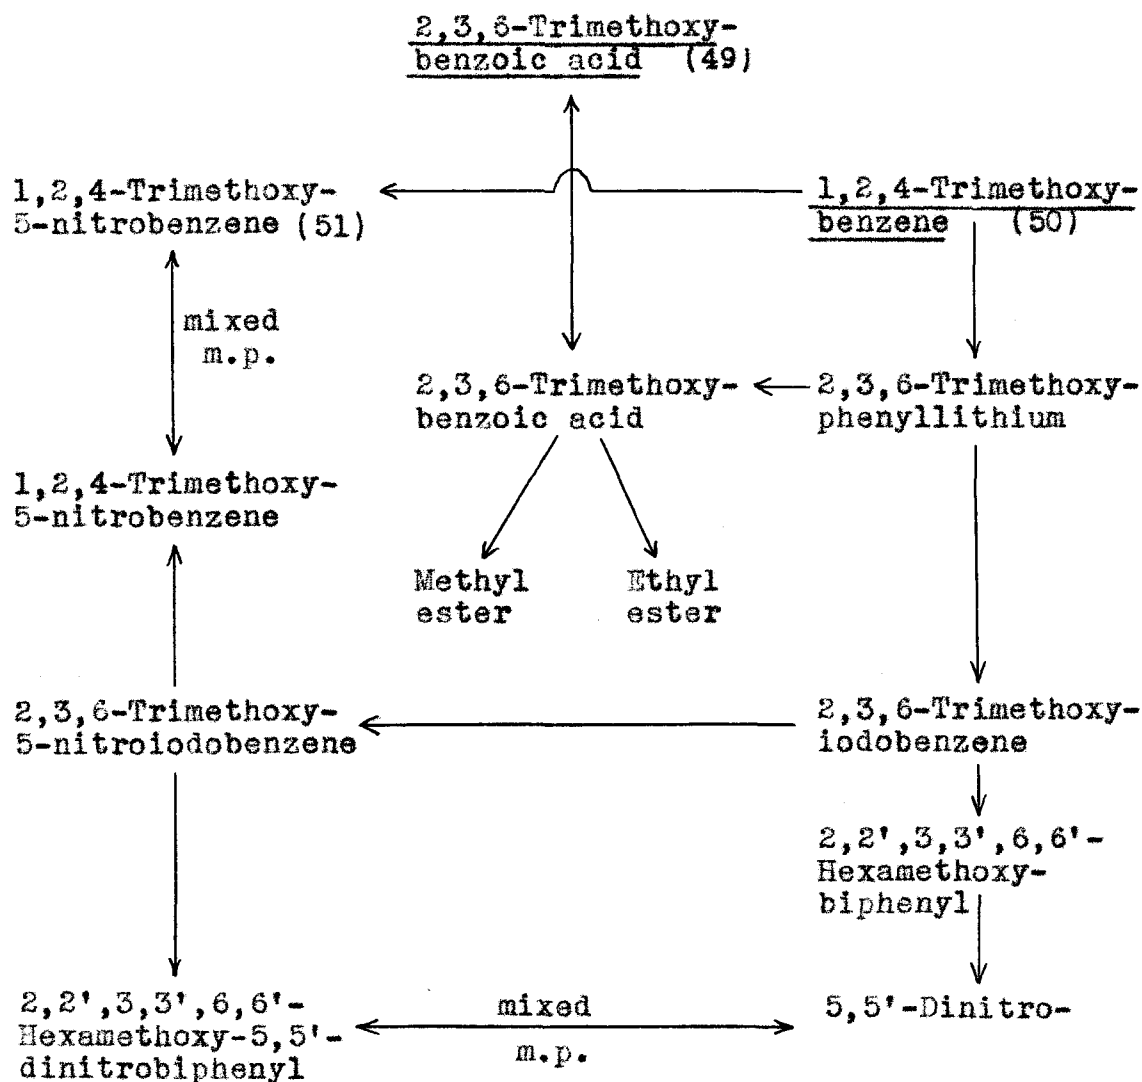 2,3,6-Trimethoxy-
benzoic acid (49)
1,2,4-Trimethoxy-
5-nitrobenzene (51)
1,2,4-Trimethoxy-
benzene (50)
mixed
m.p.
2,3,6-Trimethoxy-
benzoic acid
2,3,6-Trimethoxy-
phenyllithium
1,2,4-Trimethoxy-
5-nitrobenzene
Methyl
ester
Ethyl
ester
2,3,6-Trimethoxy-
5-nitroiodobenzene
2,3,6-Trimethoxy-
iodobenzene
2,2',3,3',6,6'-
Hexamethoxy-
biphenyl
2,2',3,3',6,6'-
Hexamethoxy-5,5'-
dinitrobiphenyl
mixed
m.p.
5,5'-Dinitro-